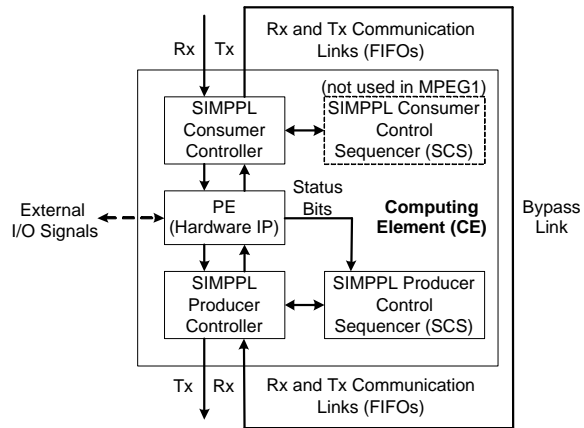 Rx Tx
Rx and Tx Communication
Links (FIFOs)
(not used in MPEG1)
SIMPPL
Consumer
Controller
SIMPPL Consumer
Control
Sequencer (SCS)
External
I/O Signals
PE
(Hardware IP)
Status
Bits
Computing
Element (CE)
Bypass
Link
SIMPPL
Producer
Controller
SIMPPL Producer
Control
Sequencer (SCS)
Tx Rx
Rx and Tx Communication
Links (FIFOs)